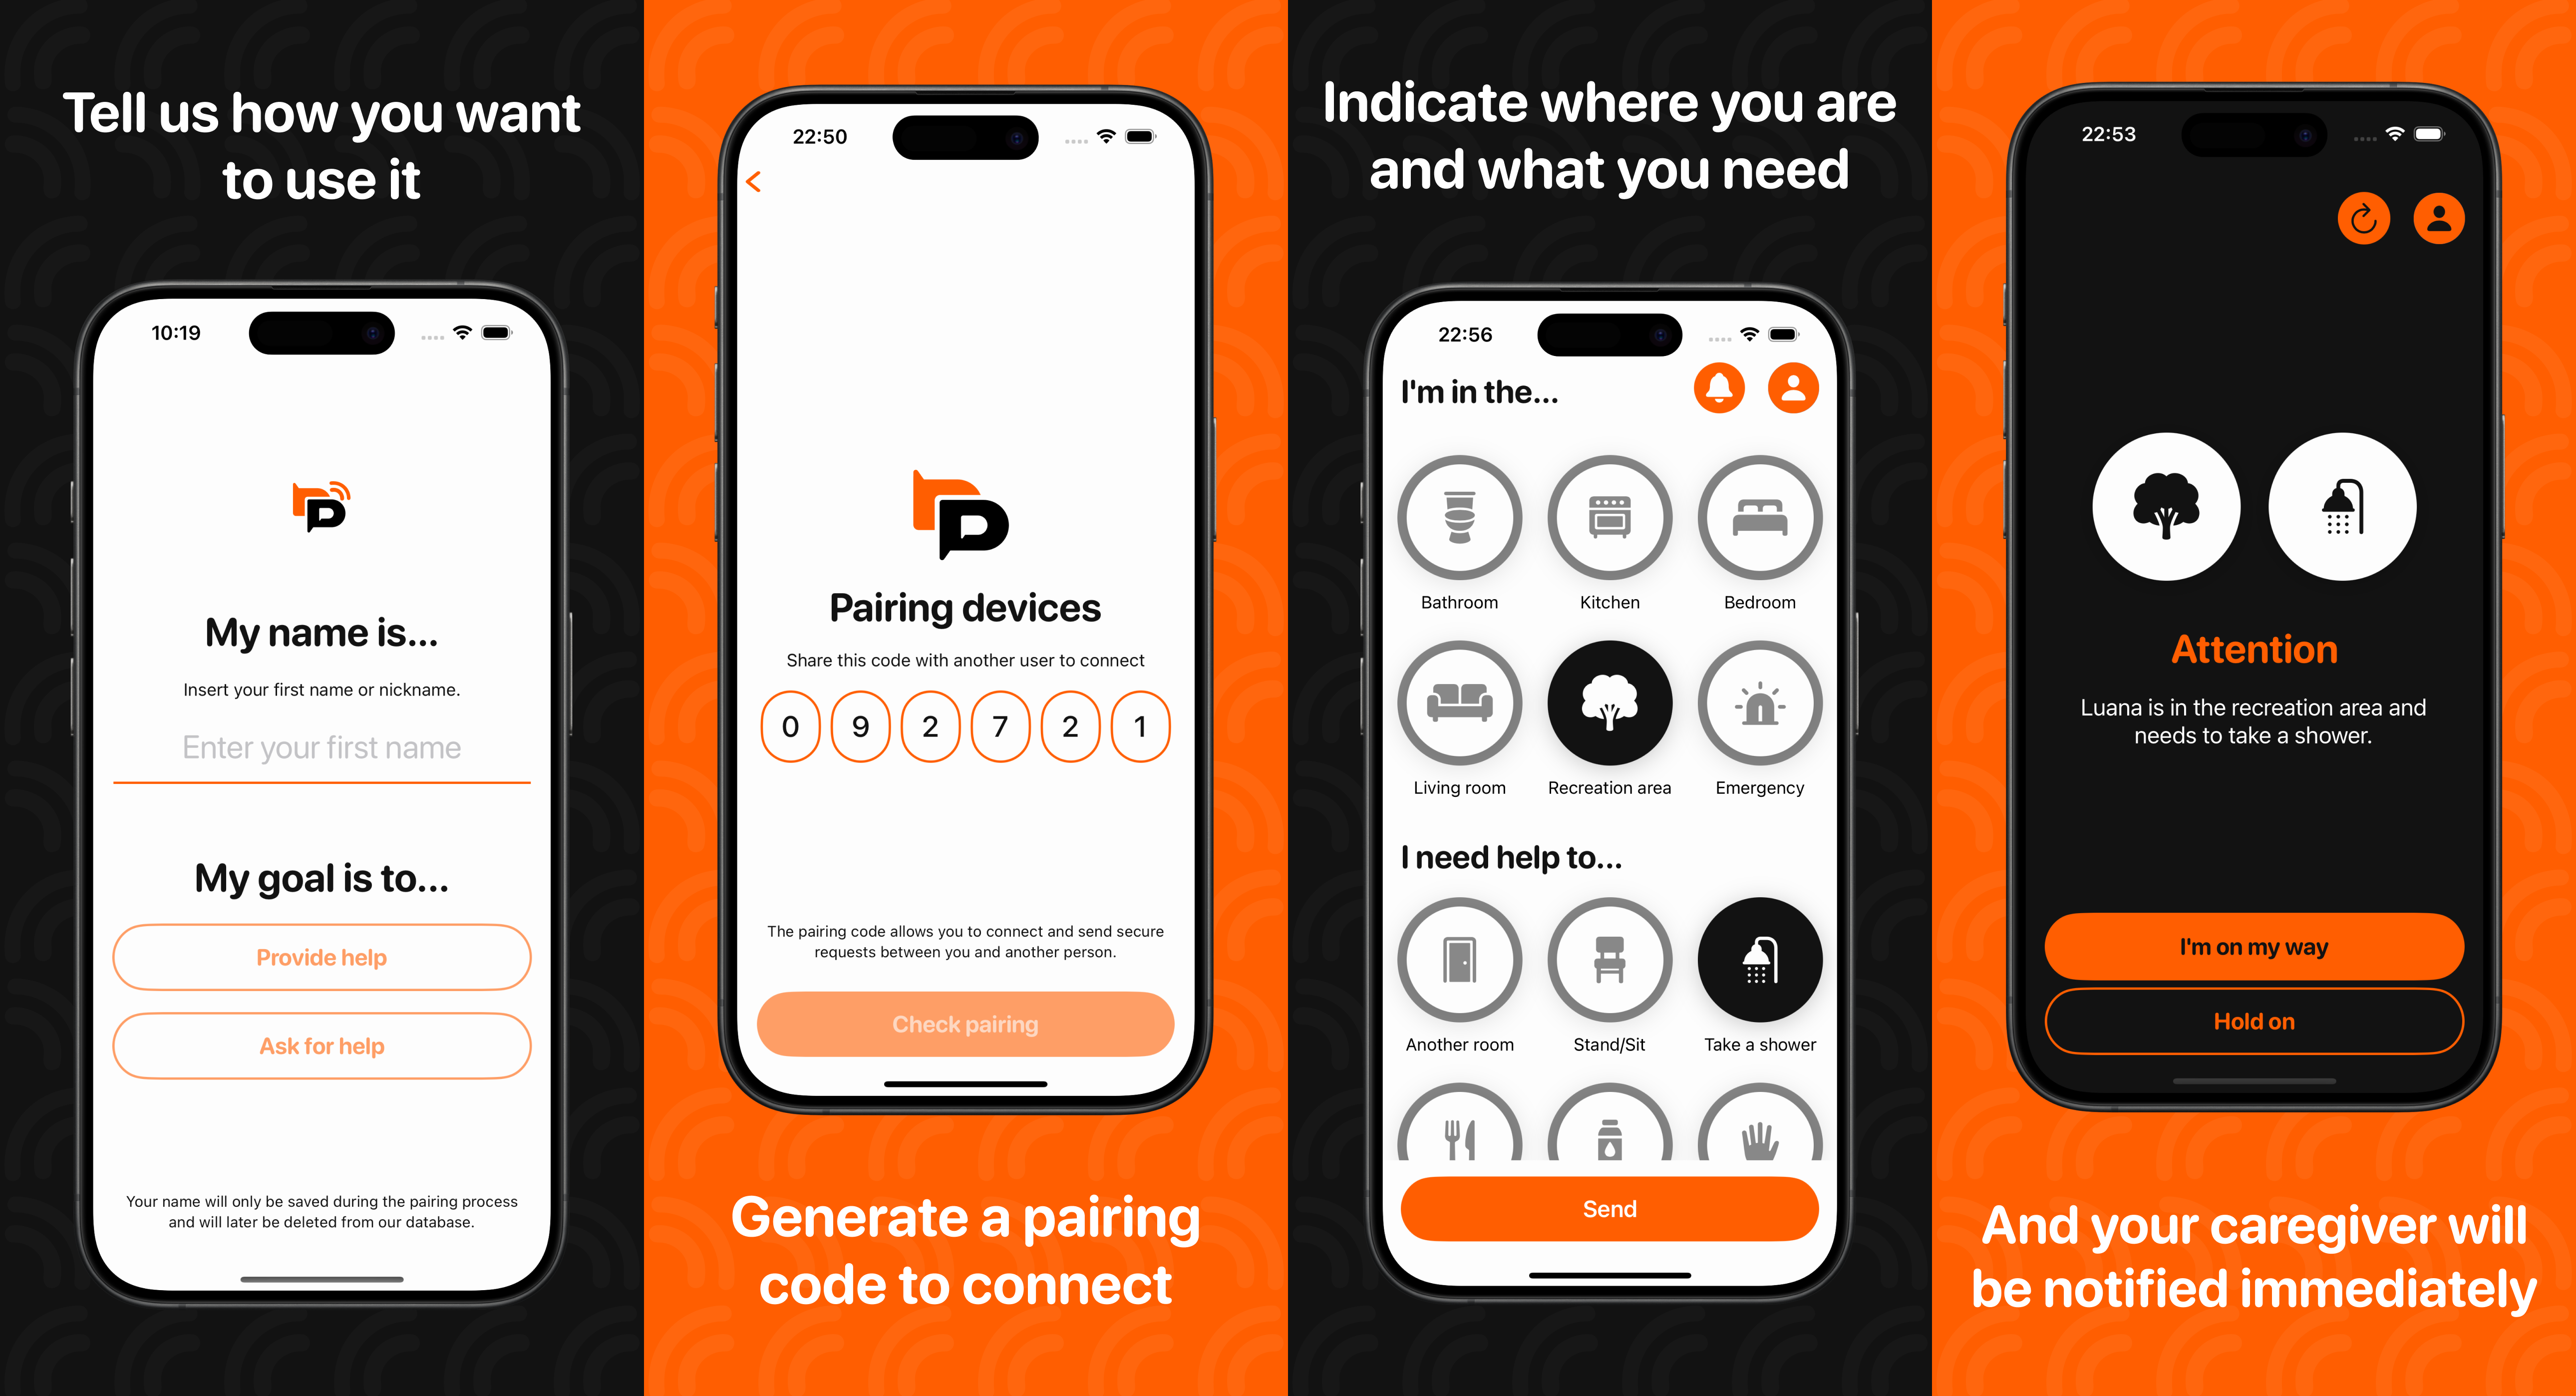 Tell us how you want
to use it
10:19
My name is...
Insert your first name or nickname.
Enter your first name
My goal is to...
Provide help
Ask for help
Your name will only be saved during the pairing process
and will later be deleted from our database.
22:50
Pairing devices
Share this code with another user to connect
0 9 2 7 2 1
The pairing code allows you to connect and send secure
requests between you and another person.
Check pairing
Generate a pairing
code to connect
Indicate where you are
and what you need
22:56
I'm in the...
Bathroom Kitchen Bedroom
Living room Recreation area Emergency
I need help to...
Another room Stand/Sit Take a shower
Send
22:53
Attention
Luana is in the recreation area and
needs to take a shower.
I'm on my way
Hold on
And your caregiver will
be notified immediately